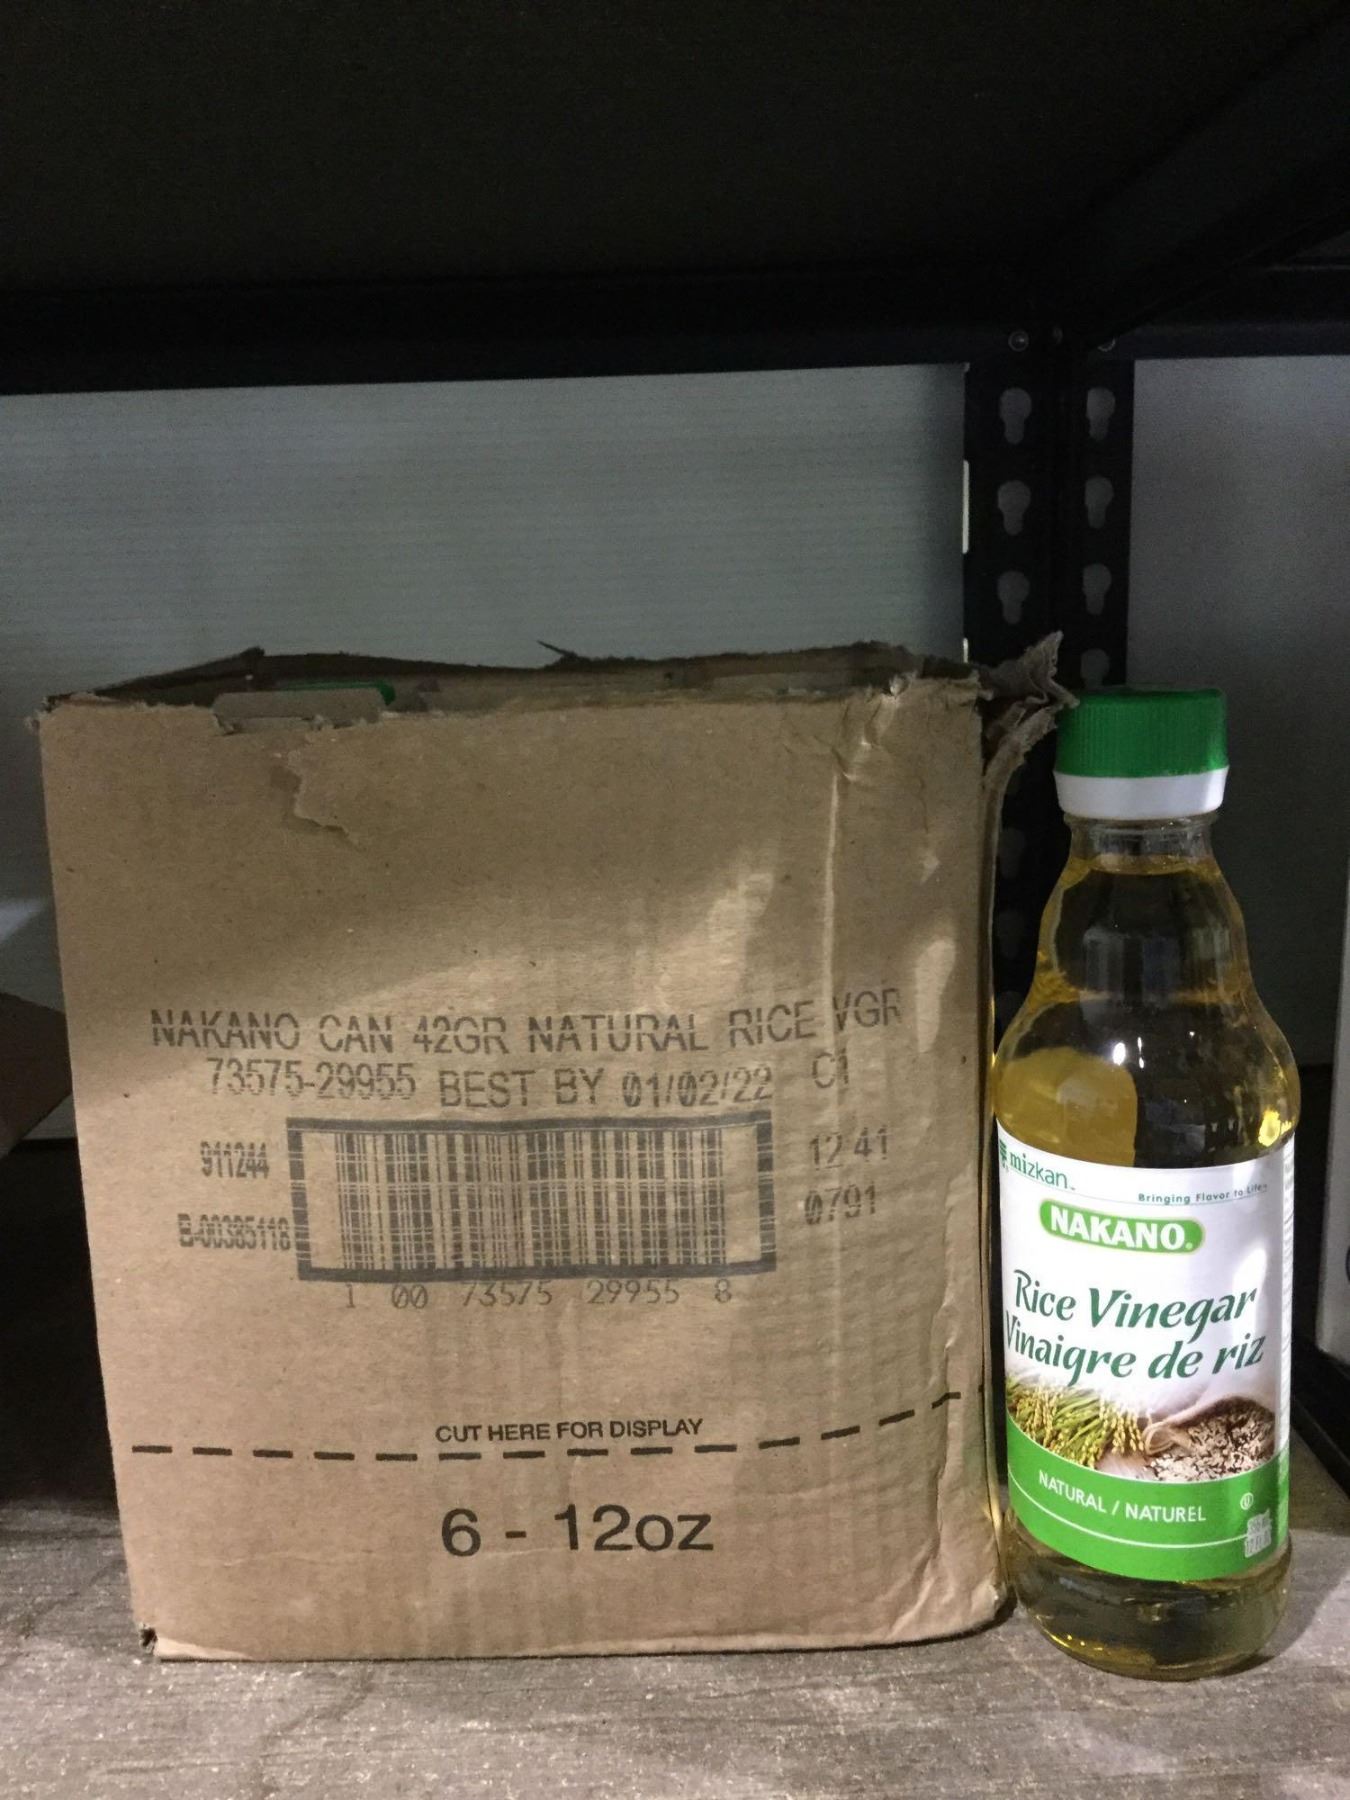 NAKANO CAN 42GR NATURAL RICE VGR
73575-29955 BEST BY 01/02/22 C1
911244
12 41
B-00385118
0791
1 00 73575 29955 8
CUT HERE FOR DISPLAY
6 - 12oz
mizkan™
Bringing Flavor to Life™
NAKANO®
Rice Vinegar
Vinaigre de riz
NATURAL / NATUREL
U